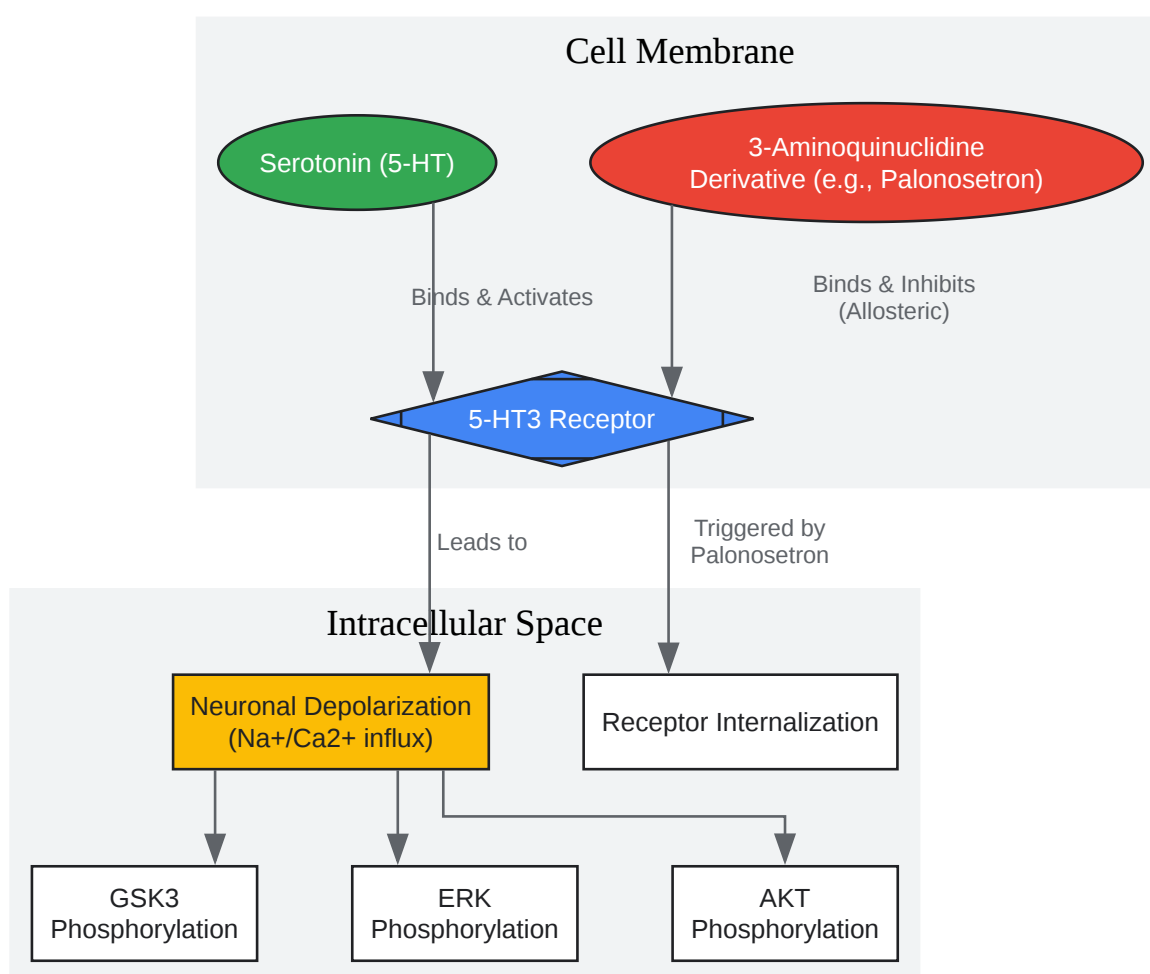 Cell Membrane
Serotonin (5-HT)
3-Aminoquinuclidine
Derivative (e.g., Palonosetron)
Binds & Activates
Binds & Inhibits
(Allosteric)
5-HT3 Receptor
Leads to
Triggered by
Palonosetron
Intracellular Space
Neuronal Depolarization
(Na+/Ca2+ influx)
Receptor Internalization
GSK3
Phosphorylation
ERK
Phosphorylation
AKT
Phosphorylation